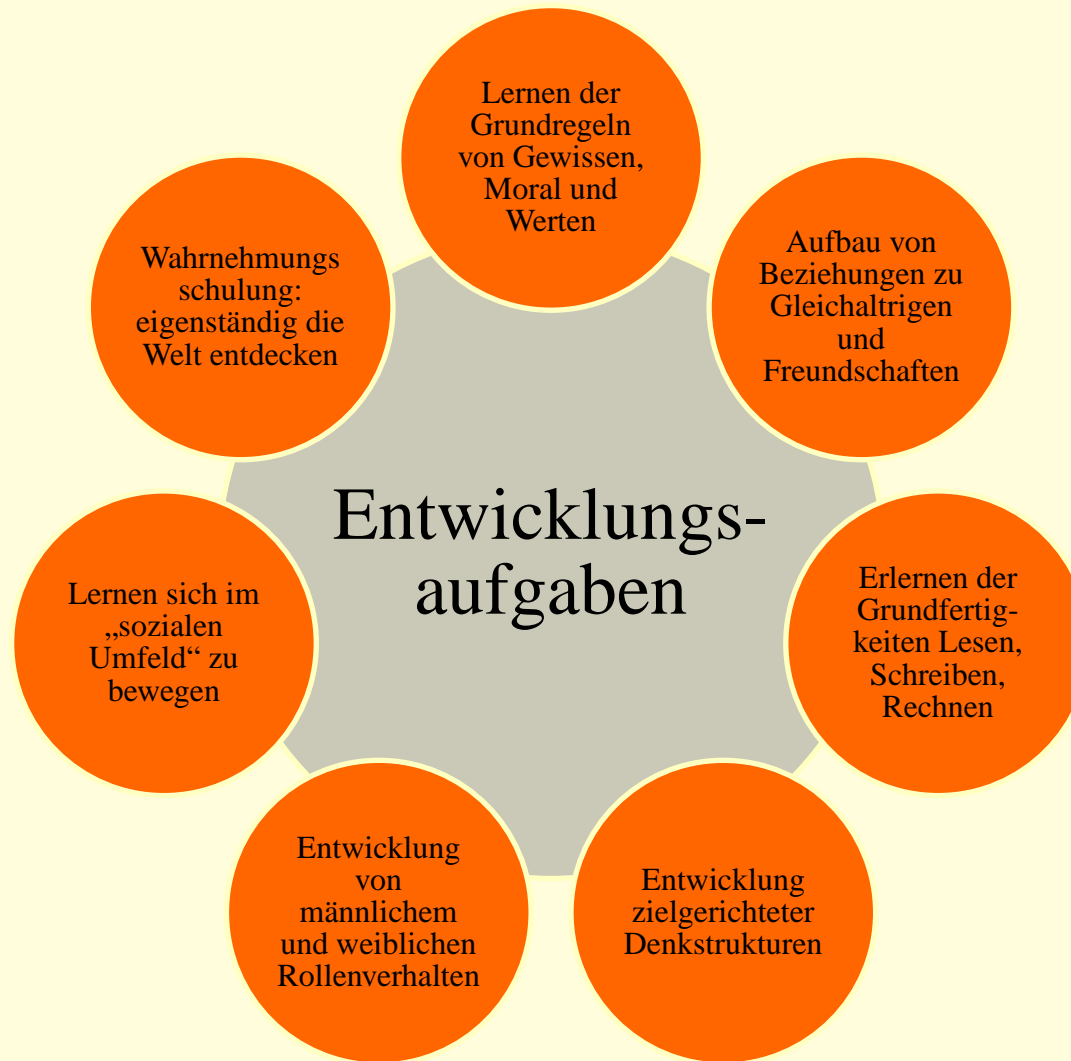 Lernen der
Grundregeln
von Gewissen,
Moral und
Werten
Aufbau von
Beziehungen zu
Gleichaltrigen
und
Freundschaften
Erlernen der
Grundfertig-
keiten Lesen,
Schreiben,
Rechnen
Entwicklung
zielgerichteter
Denkstrukturen
Entwicklung
von
männlichem
und weiblichen
Rollenverhalten
Lernen sich im
„sozialen
Umfeld“ zu
bewegen
Wahrnehmungs
schulung:
eigenständig die
Welt entdecken
Entwicklungs-
aufgaben